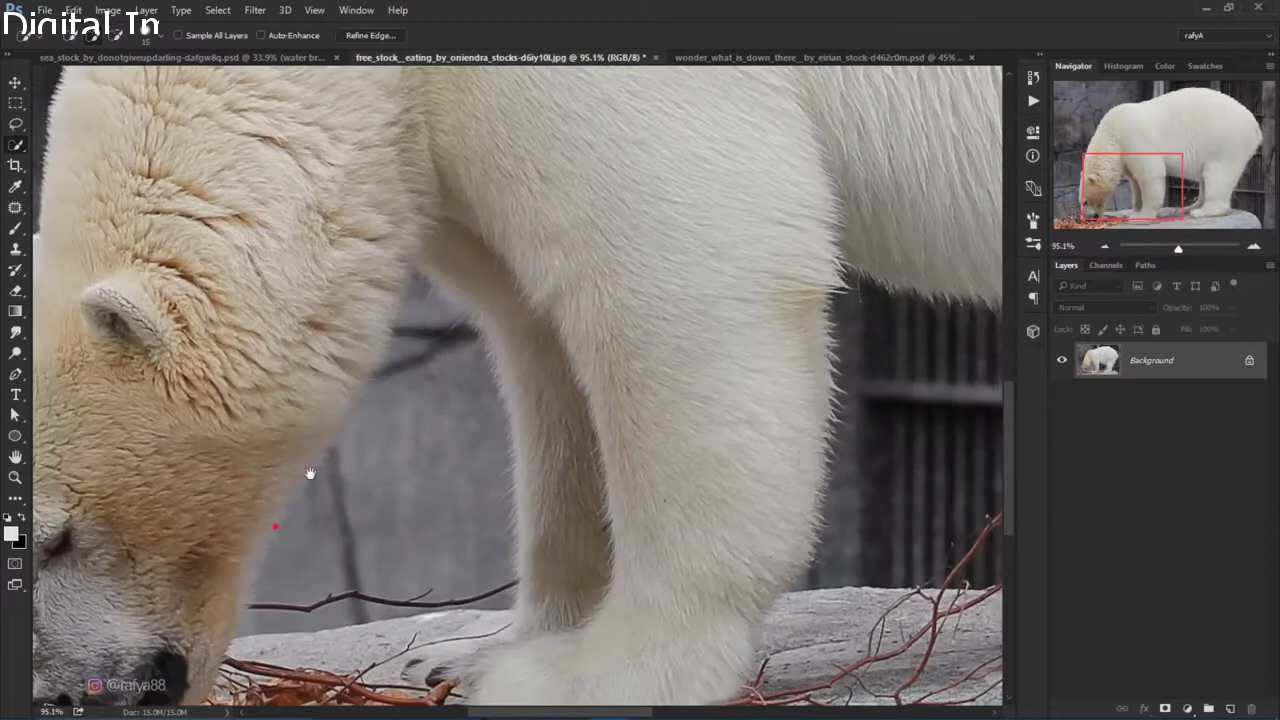 Ps File Edit Image Layer Type Select Filter 3D View Window Help
Digital In
15 Sample All Layers Auto-Enhance Refine Edge... rafyA
sea_stock_by_donotgiveupdarling-dafgw8q.psd @ 33.9% (water br... × free_stock__eating_by_oniendra_stocks-d6iy10l.jpg @ 95.1% (RGB/8) * × wonder_what_is_down_there__by_eirian_stock-d462c0m.psd @ 45%... ×
Navigator Histogram Color Swatches
95.1%
Layers Channels Paths
Kind
Normal Opacity: 100%
Lock: Fill: 100%
Background
@rafya88
95.1% Doc: 15.0M/15.0M